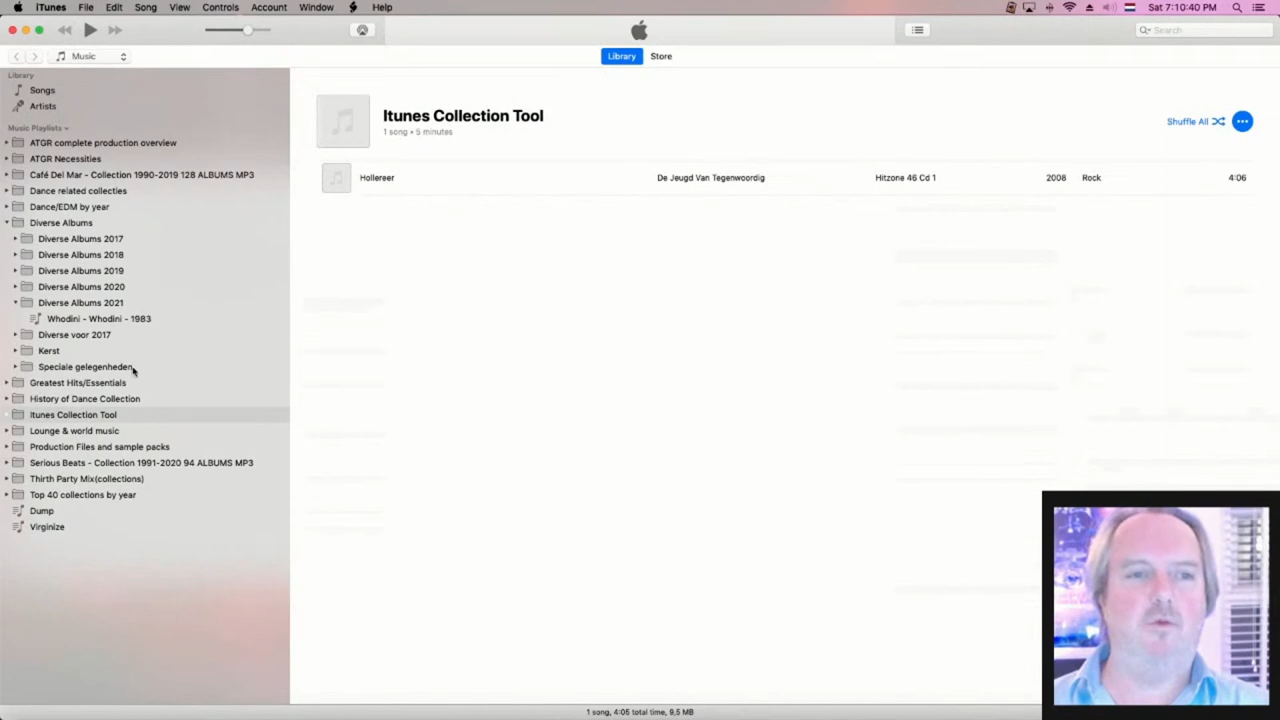 iTunes File Edit Song View Controls Account Window Help Sat 7:10:40 PM
Search
Music
Library Store
Library
Songs
Artists
Music Playlists
ATGR complete production overview
ATGR Necessities
Café Del Mar - Collection 1990-2019 128 ALBUMS MP3
Dance related collecties
Dance/EDM by year
Diverse Albums
Diverse Albums 2017
Diverse Albums 2018
Diverse Albums 2019
Diverse Albums 2020
Diverse Albums 2021
Whodini - Whodini - 1983
Diverse voor 2017
Kerst
Speciale gelegenheden
Greatest Hits/Essentials
History of Dance Collection
Itunes Collection Tool
Lounge & world music
Production Files and sample packs
Serious Beats - Collection 1991-2020 94 ALBUMS MP3
Thirth Party Mix(collections)
Top 40 collections by year
Dump
Virginize
Itunes Collection Tool
1 song • 5 minutes
Shuffle All
Hollereer De Jeugd Van Tegenwoordig Hitzone 46 Cd 1 2008 Rock 4:06
1 song, 4:05 total time, 9,5 MB